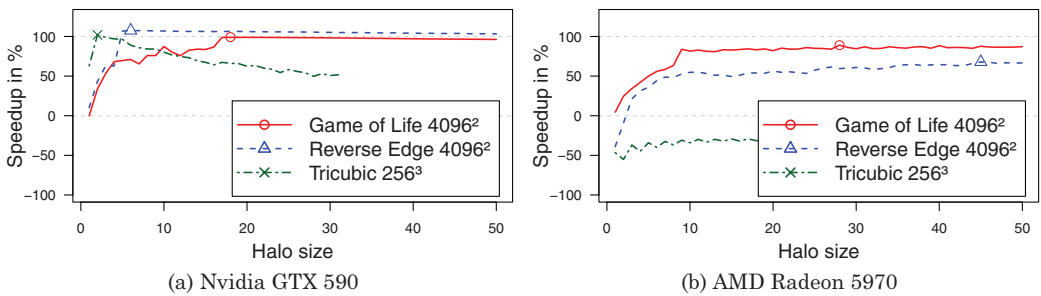 Speedup in %
100
50
0
−50
−100
0
10
20
30
40
50
Halo size
Game of Life 4096²
Reverse Edge 4096²
Tricubic 256³
(a) Nvidia GTX 590
Speedup in %
100
50
0
−50
−100
0
10
20
30
40
50
Halo size
Game of Life 4096²
Reverse Edge 4096²
Tricubic 256³
(b) AMD Radeon 5970